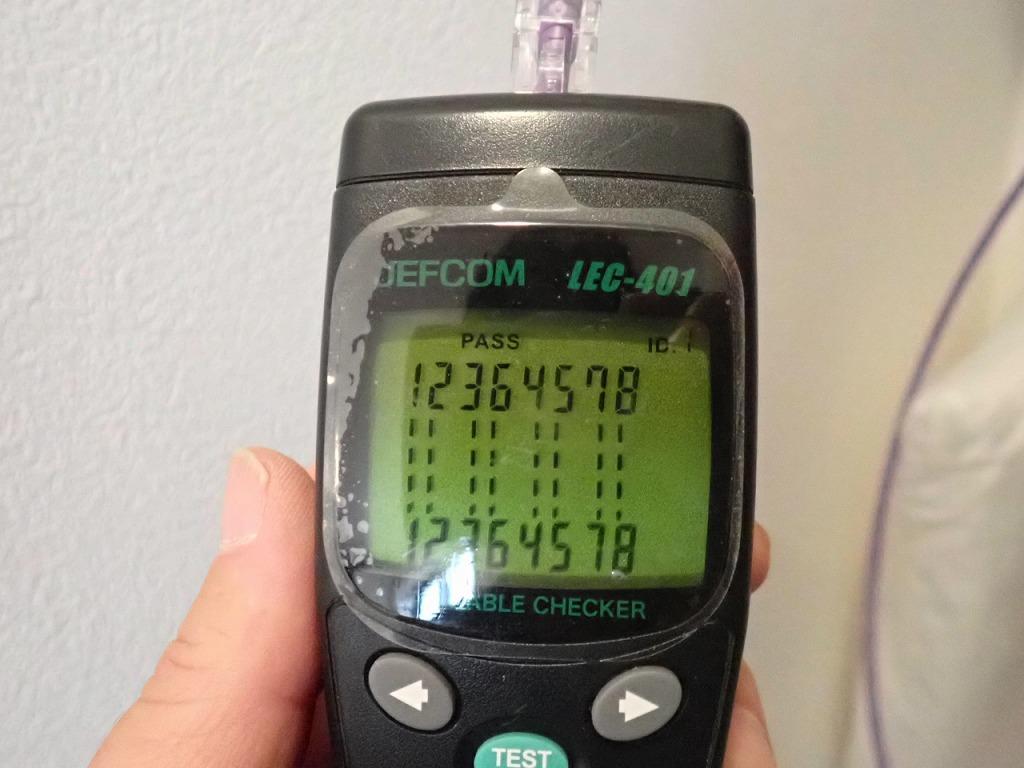 DEFCOM LEC-401
PASS ID. 1
12364578
12364578
CABLE CHECKER
TEST